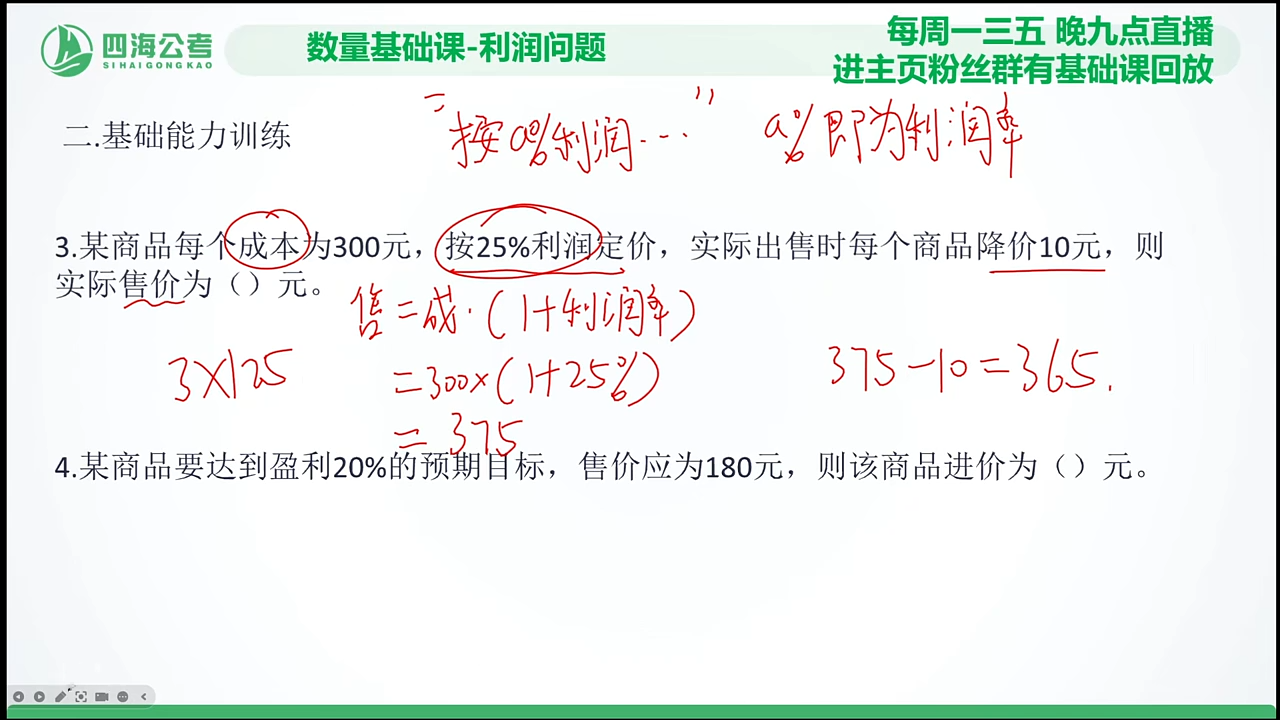 四海公考
SIHAIGONGKAO
数量基础课-利润问题
每周一三五 晚九点直播
进主页粉丝群有基础课回放
二.基础能力训练
"按a%利润…" a%即为利润率
3.某商品每个成本为300元，按25%利润定价，实际出售时每个商品降价10元，则
实际售价为（）元。
售=成·(1+利润率)
3×125
=300×(1+25%)
375-10=365.
=375
4.某商品要达到盈利20%的预期目标，售价应为180元，则该商品进价为（）元。